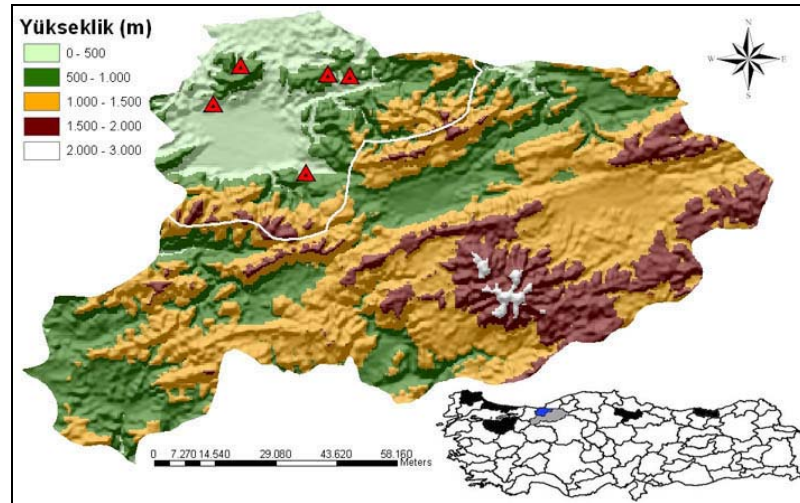 Yükseklik (m)
0 - 500
500 - 1.000
1.000 - 1.500
1.500 - 2.000
2.000 - 3.000
N
W
E
S
0 7.270 14.540 29.080 43.620 58.160
Meters